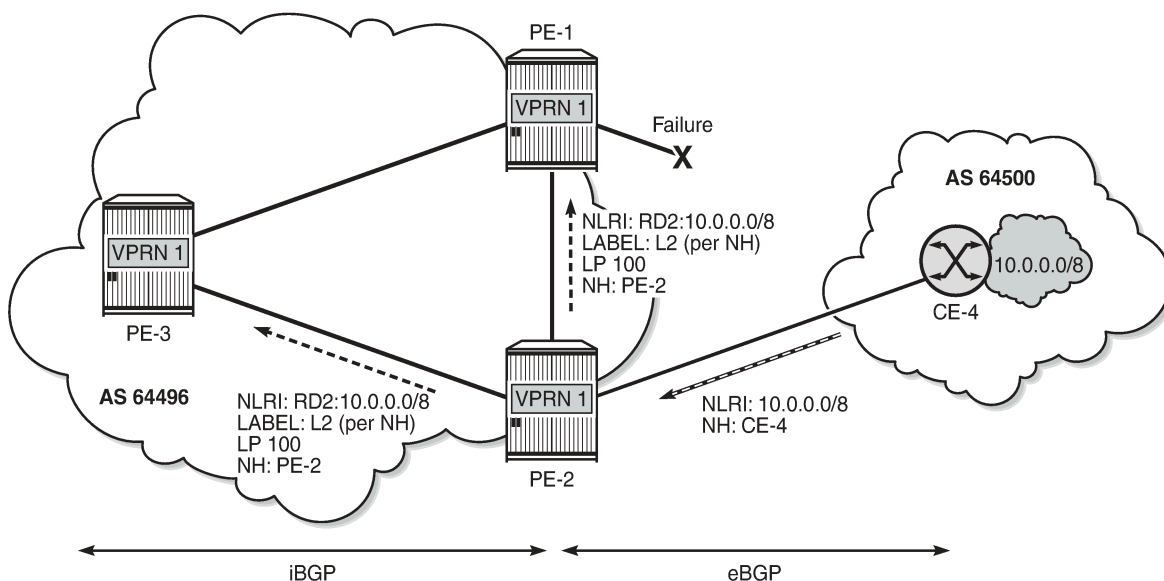 PE-1
VPRN 1
Failure
X
AS 64500
NLRI: RD2:10.0.0.0/8
LABEL: L2 (per NH)
LP 100
NH: PE-2
VPRN 1
10.0.0.0/8
CE-4
PE-3
AS 64496
NLRI: RD2:10.0.0.0/8
LABEL: L2 (per NH)
LP 100
NH: PE-2
VPRN 1
PE-2
NLRI: 10.0.0.0/8
NH: CE-4
iBGP
eBGP